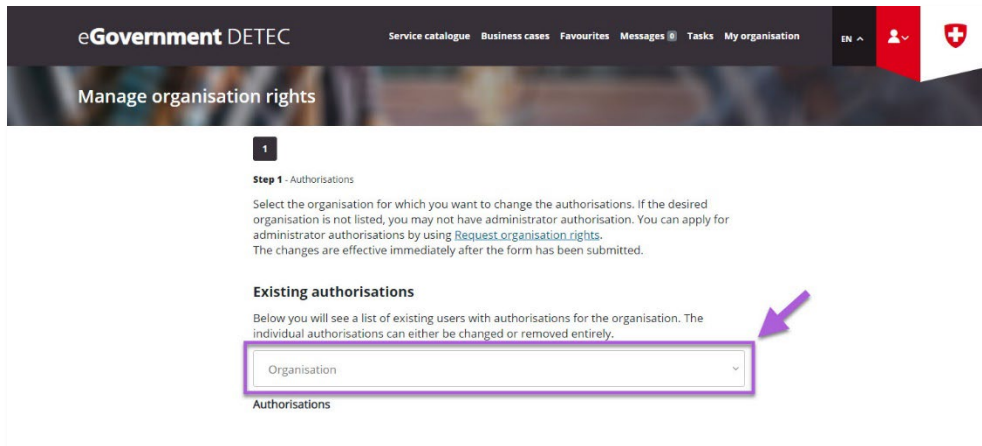 eGovernment DETEC
Service catalogue Business cases Favourites Messages 0 Tasks My organisation
EN
Manage organisation rights
1
Step 1 - Authorisations
Select the organisation for which you want to change the authorisations. If the desired
organisation is not listed, you may not have administrator authorisation. You can apply for
administrator authorisations by using Request organisation rights.
The changes are effective immediately after the form has been submitted.
Existing authorisations
Below you will see a list of existing users with authorisations for the organisation. The
individual authorisations can either be changed or removed entirely.
Organisation
Authorisations